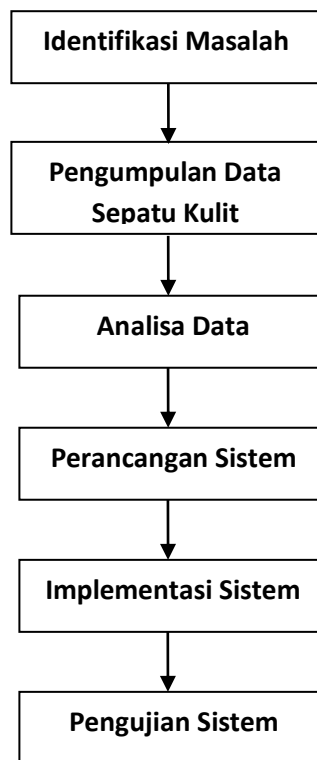 Identifikasi Masalah
Pengumpulan Data
Sepatu Kulit
Analisa Data
Perancangan Sistem
Implementasi Sistem
Pengujian Sistem